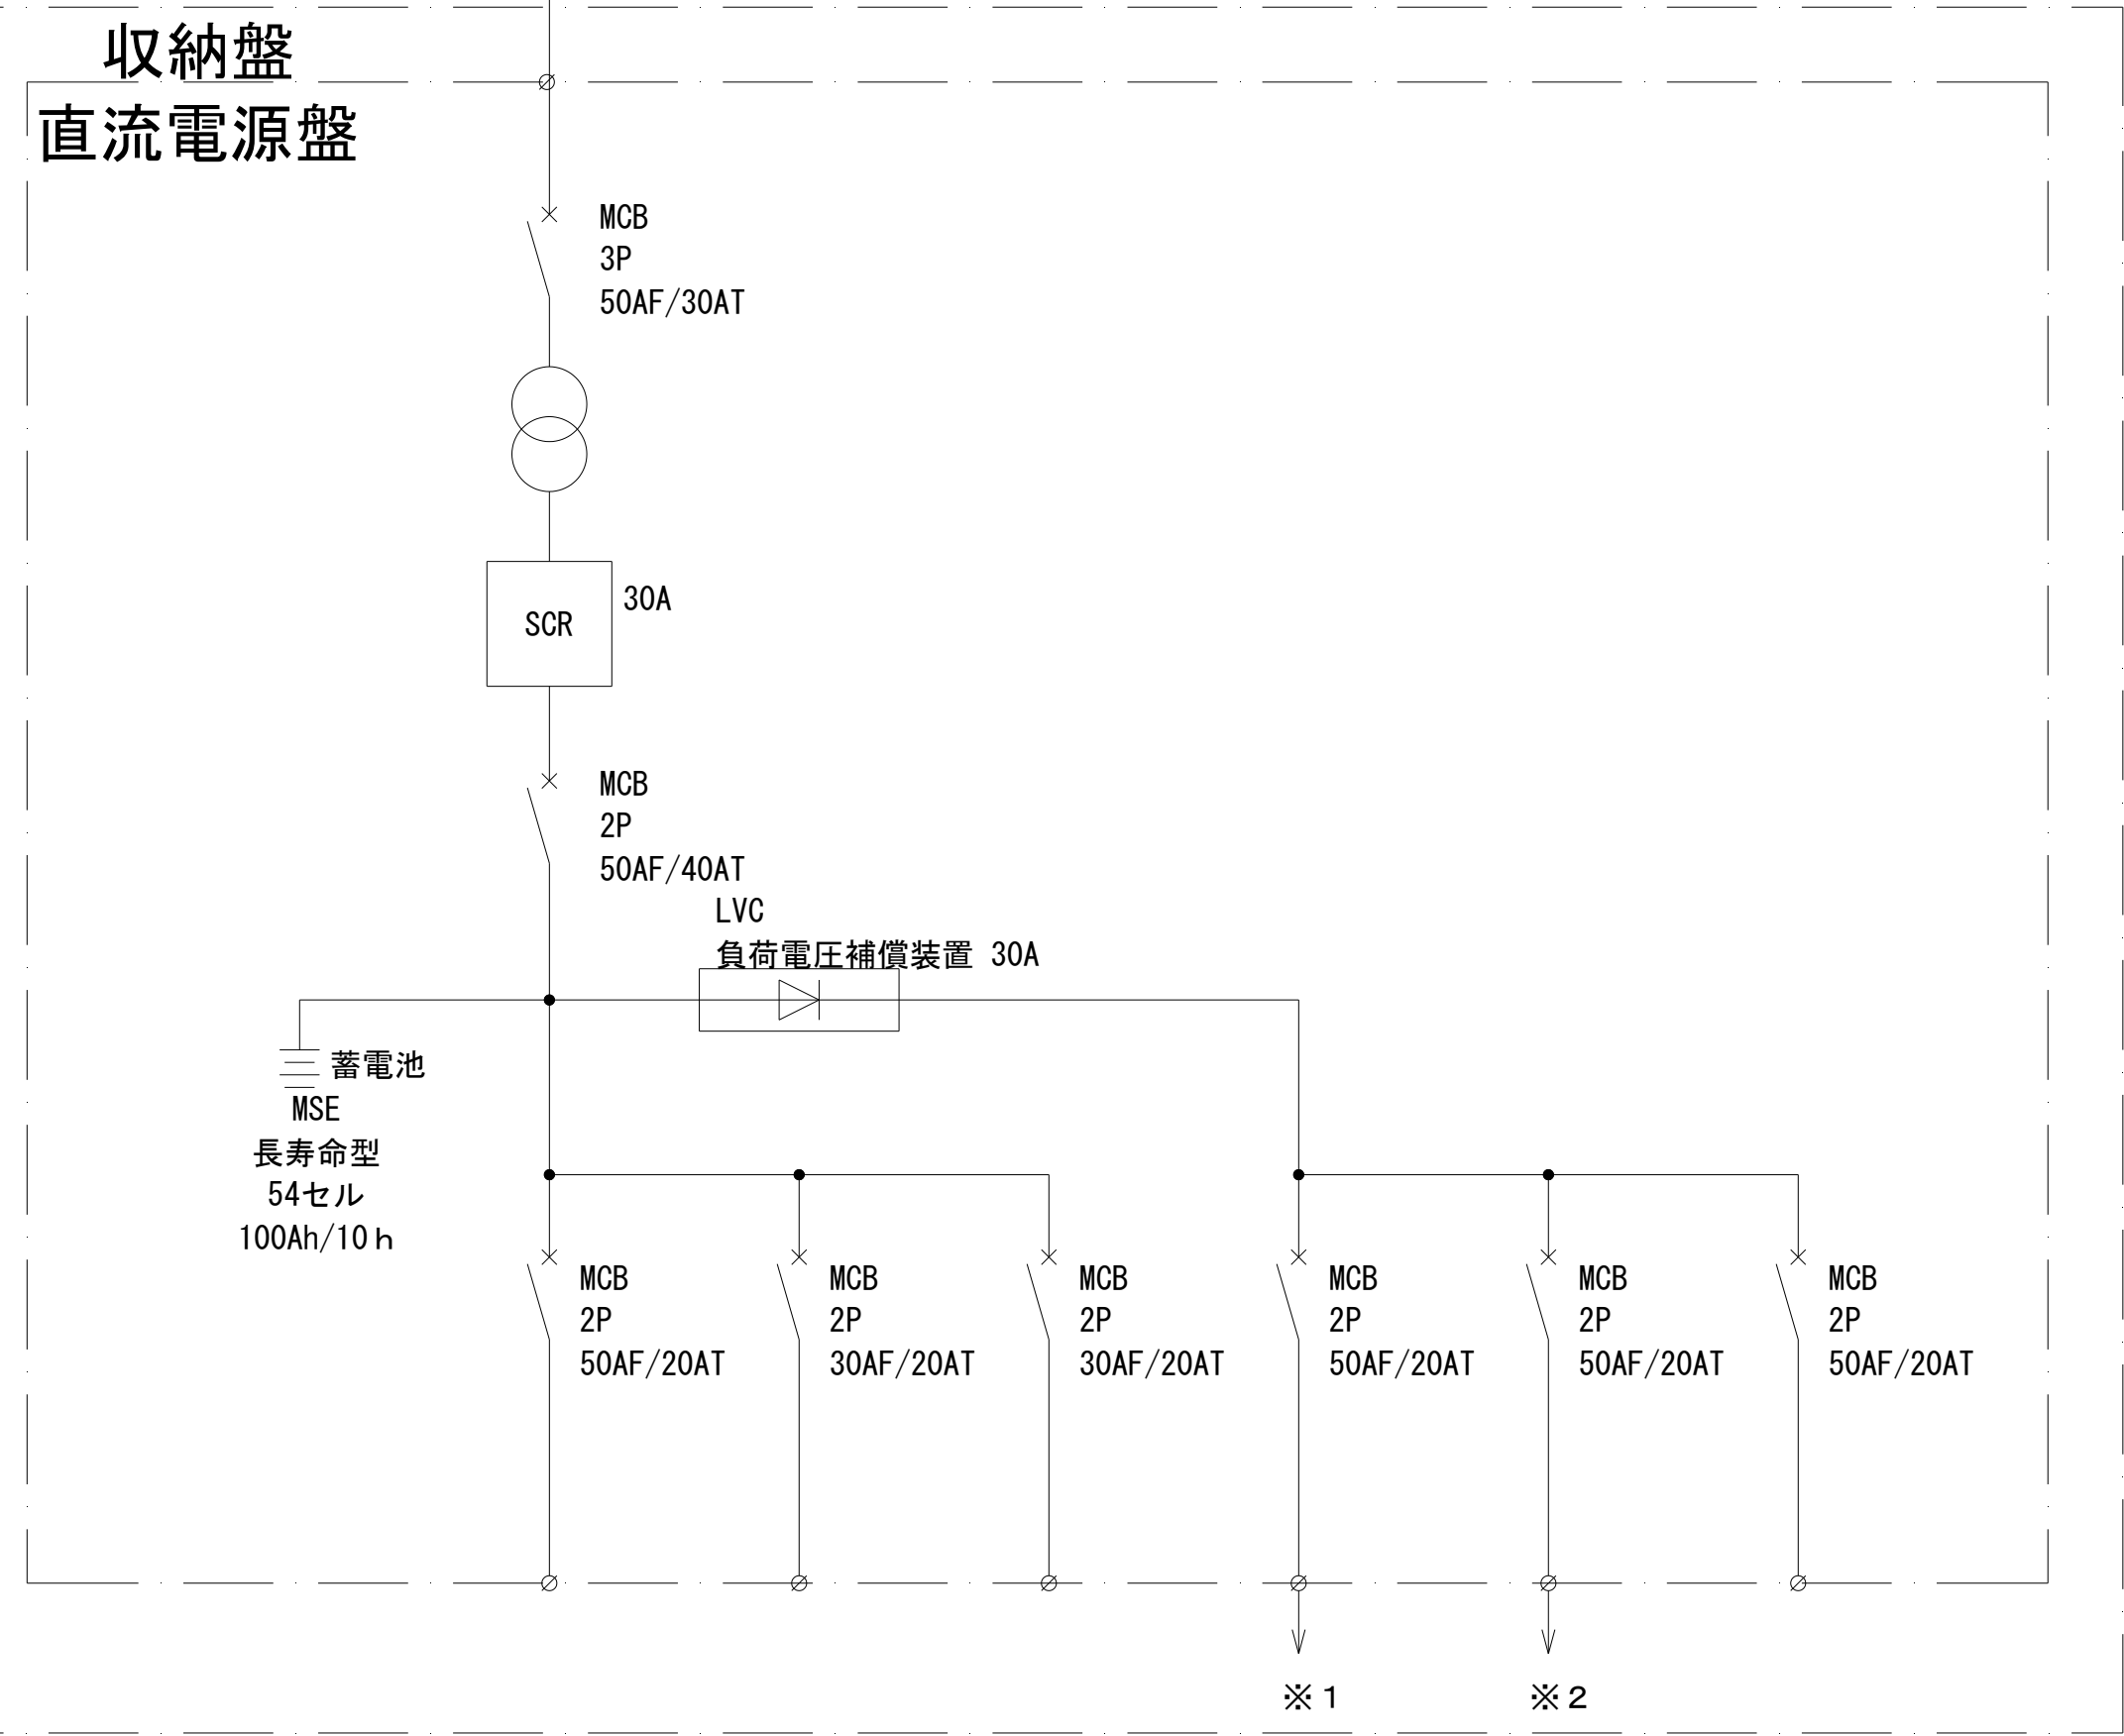 収納盤
直流電源盤
MCB
3P
50AF/30AT
30A
SCR
MCB
2P
50AF/40AT
LVC
負荷電圧補償装置 30A
蓄電池
MSE
長寿命型
54セル
100Ah/10ｈ
MCB
2P
50AF/20AT
MCB
2P
30AF/20AT
MCB
2P
30AF/20AT
MCB
2P
50AF/20AT
MCB
2P
50AF/20AT
MCB
2P
50AF/20AT
※１
※２